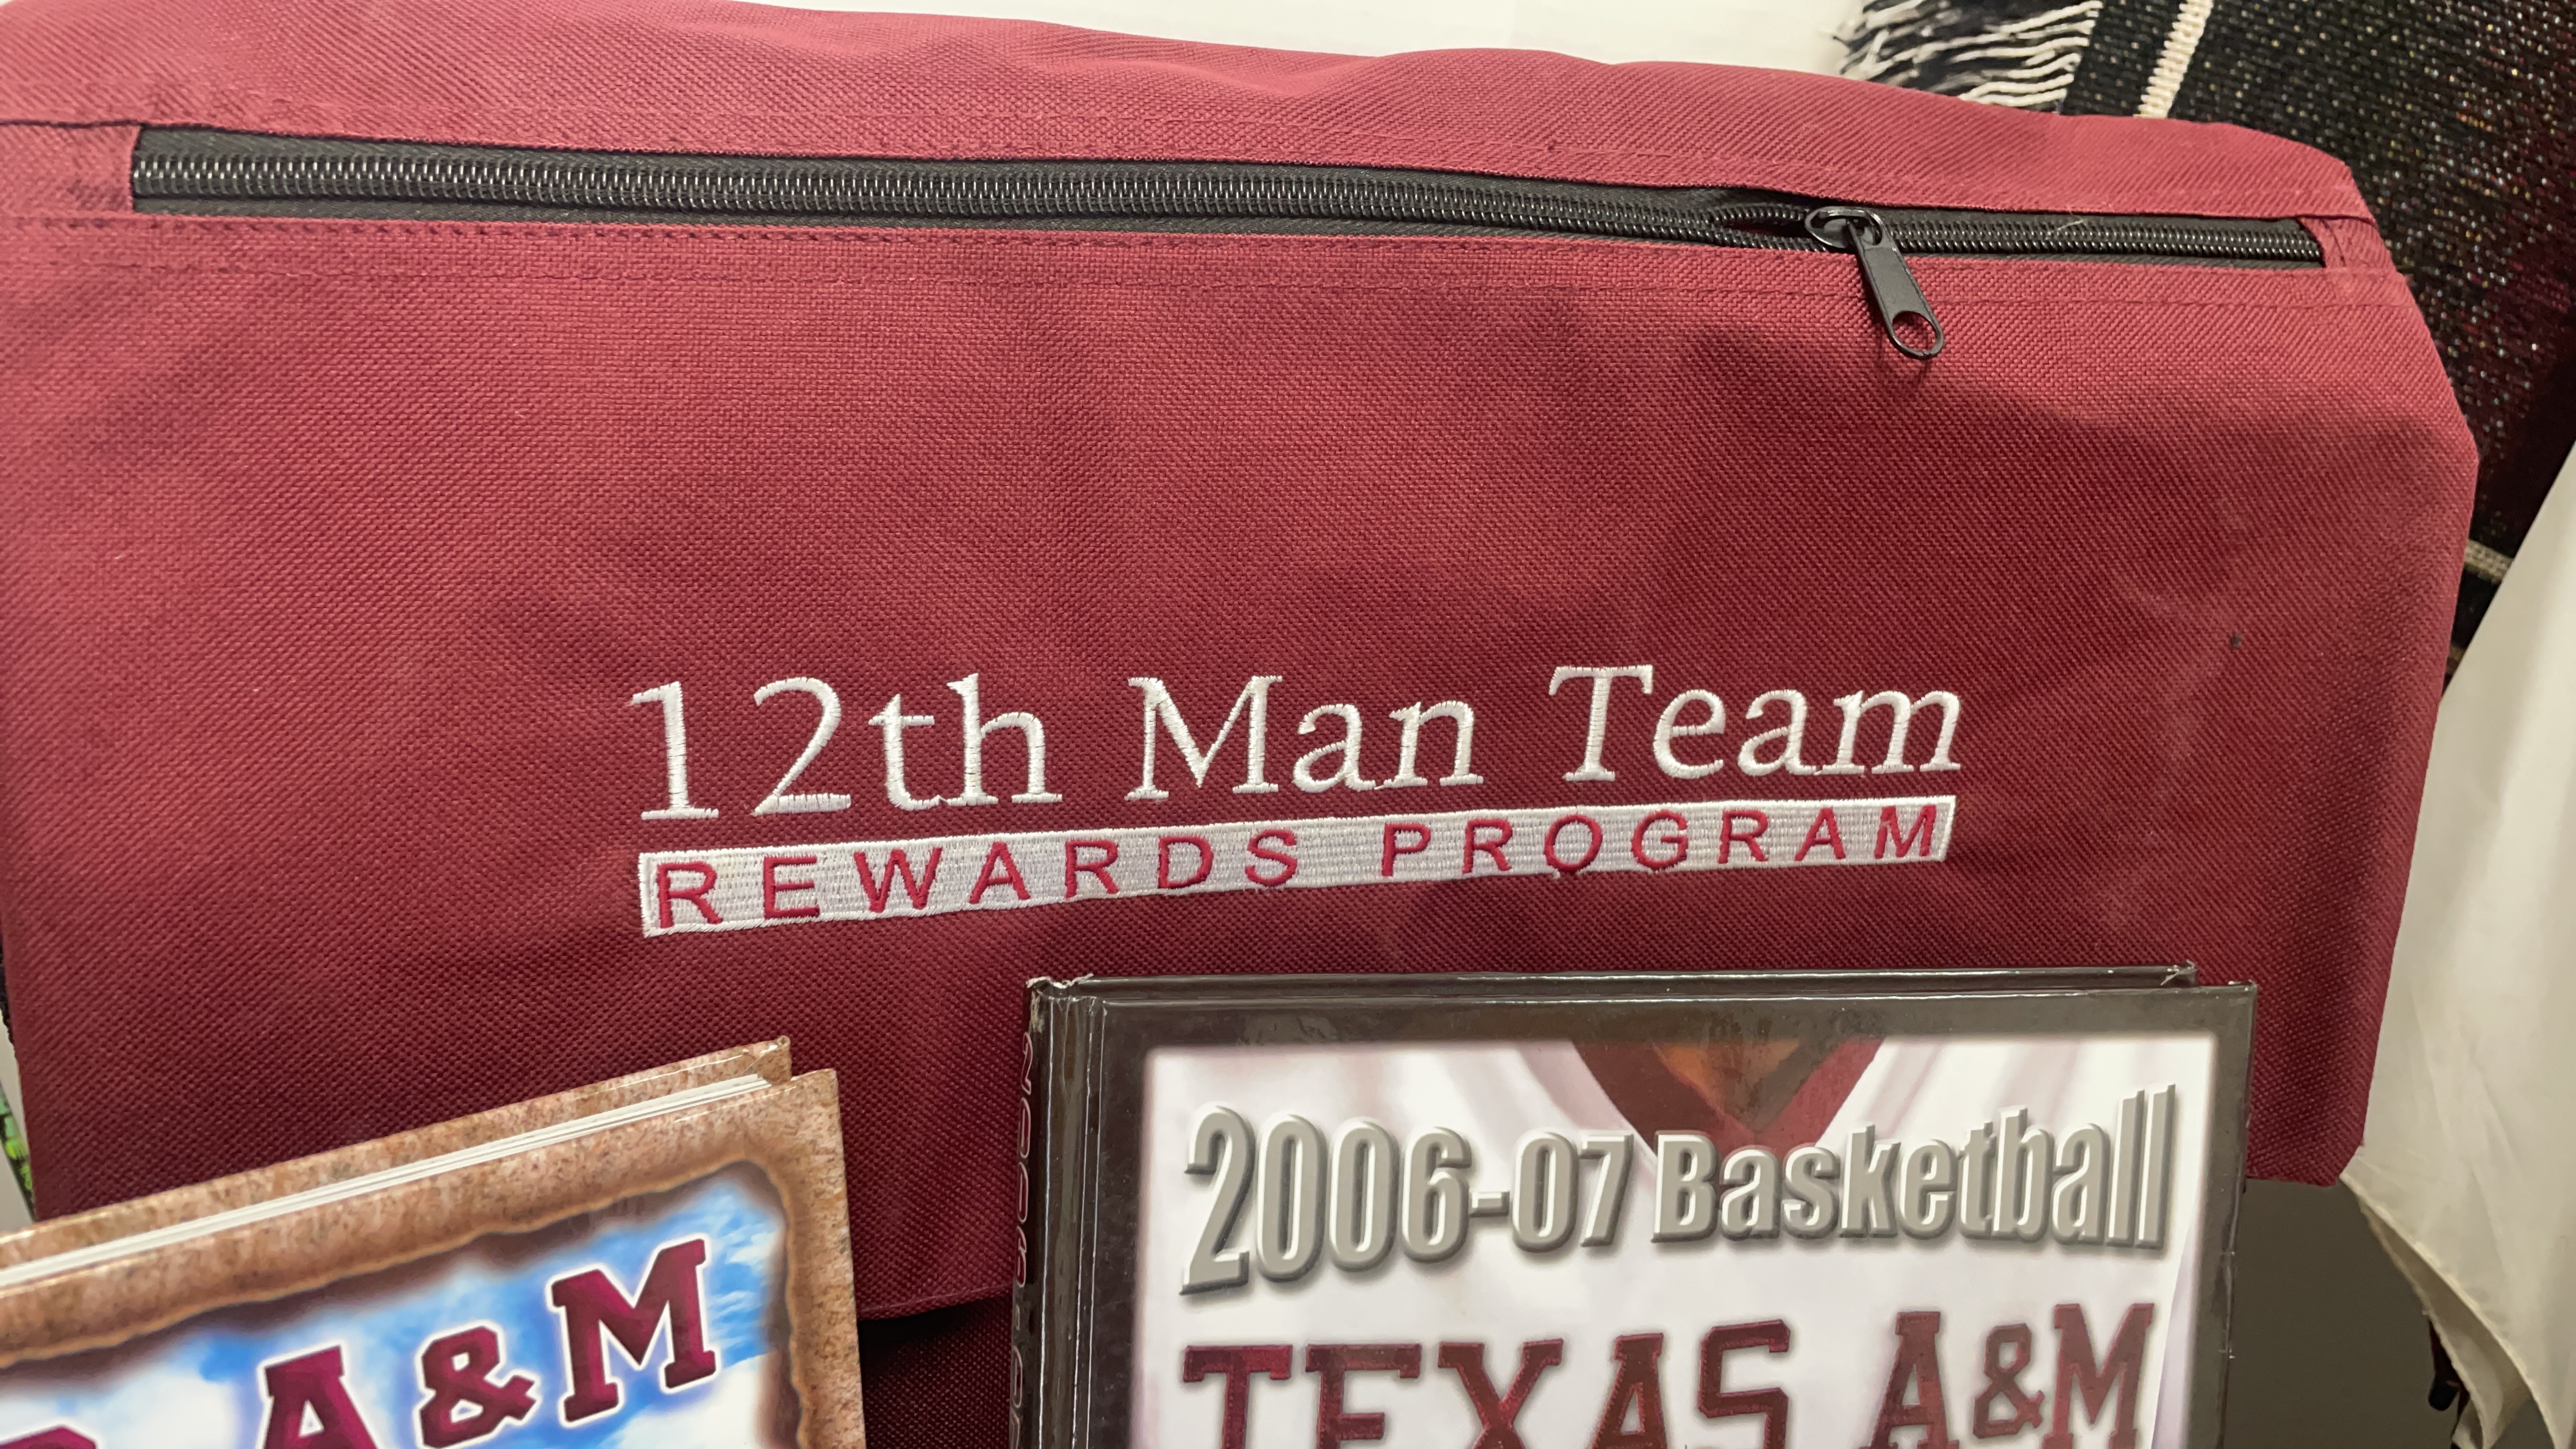 12th Man Team
REWARDS PROGRAM
2006-07 Basketball
TEXAS A&M
A&M